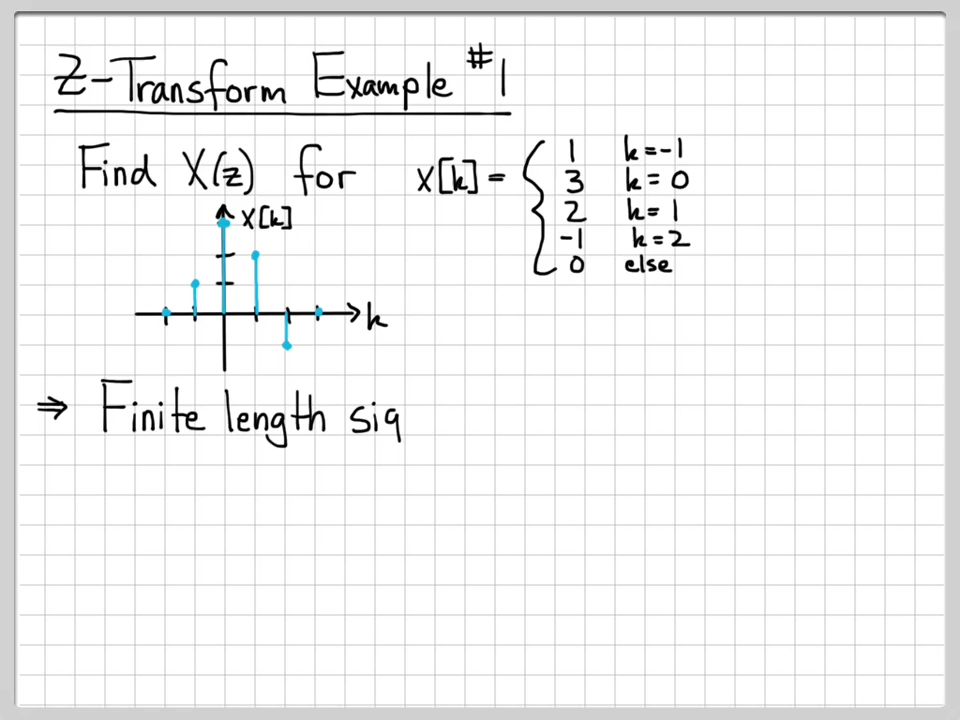 Z-Transform Example #1
Find X(z) for x[k] = { 1 k=-1
3 k=0
2 k=1
-1 k=2
0 else
x[k]
k
⇒ Finite length sig